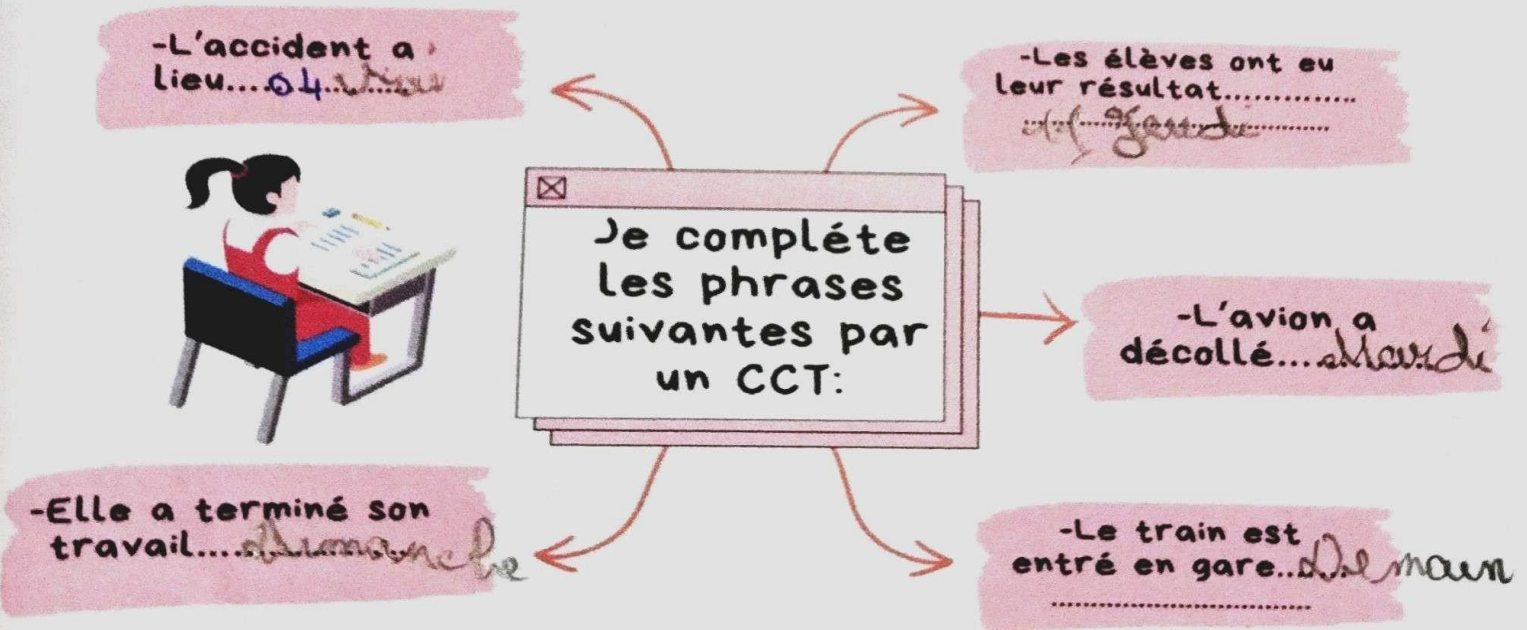 -L'accident a
lieu....04
-Les élèves ont eu
leur résultat..............
Jeudi
Je compléte
les phrases
suivantes par
un CCT:
-L'avion a
décollé....Mardi
-Elle a terminé son
travail....Dimanche
-Le train est
entré en gare...Demain